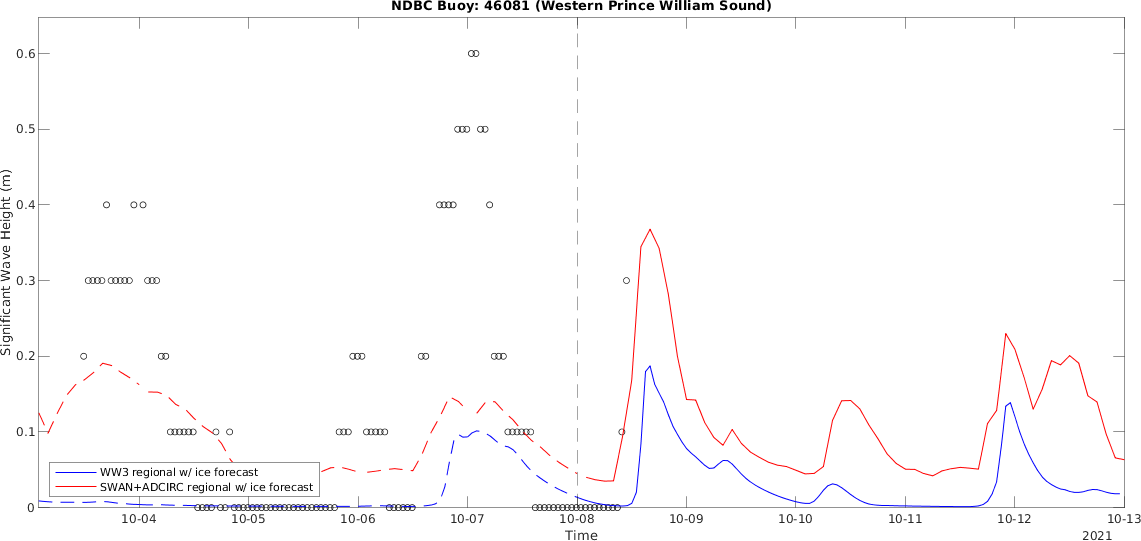 NDBC Buoy: 46081 (Western Prince William Sound)
Significant Wave Height (m)
0.6
0.5
0.4
0.3
0.2
0.1
0
WW3 regional w/ ice forecast
SWAN+ADCIRC regional w/ ice forecast
10-04 10-05 10-06 10-07 10-08 10-09 10-10 10-11 10-12 10-13
Time
2021